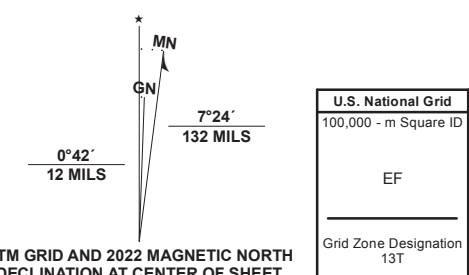 ★
MN
GN
7°24´
132 MILS
0°42´
12 MILS
TM GRID AND 2022 MAGNETIC NORTH
DECLINATION AT CENTER OF SHEET
U.S. National Grid
100,000 - m Square ID
EF
Grid Zone Designation
13T